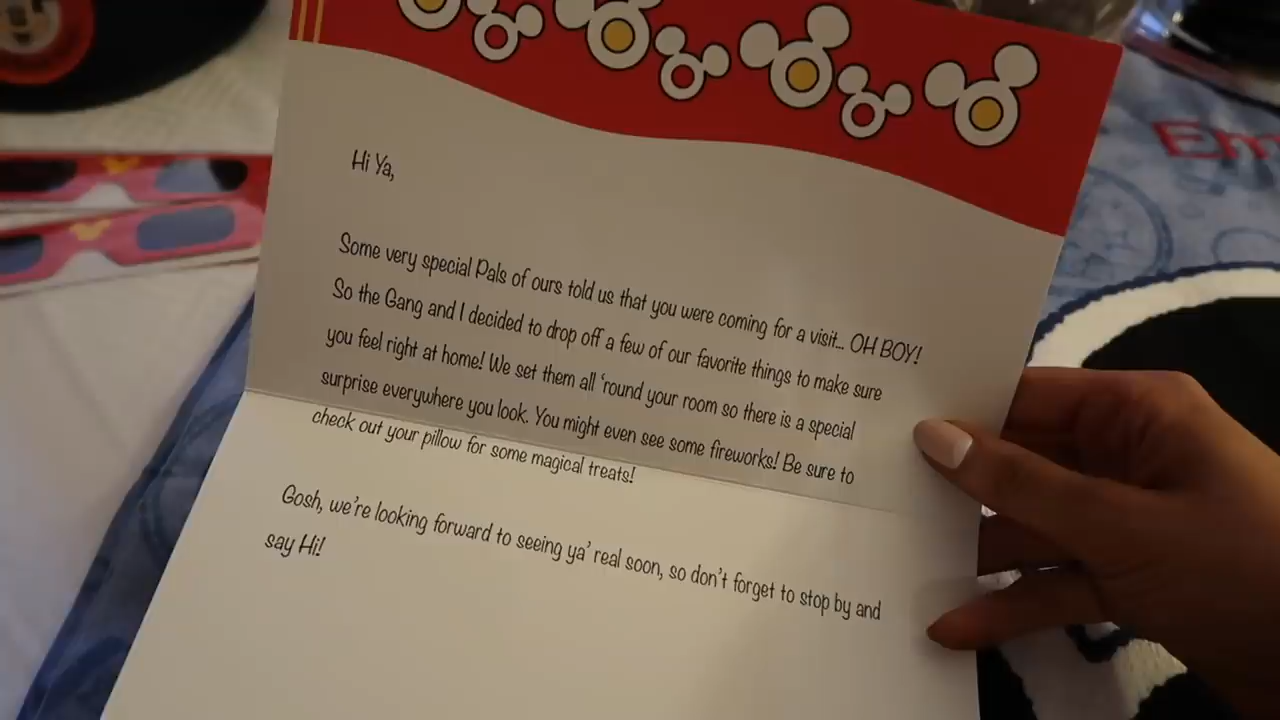 Hi Ya,
Some very special Pals of ours told us that you were coming for a visit... OH BOY!
So the Gang and I decided to drop off a few of our favorite things to make sure
you feel right at home! We set them all ‘round your room so there is a special
surprise everywhere you look. You might even see some fireworks! Be sure to
check out your pillow for some magical treats!
Gosh, we’re looking forward to seeing ya’ real soon, so don’t forget to stop by and
say Hi!
Em